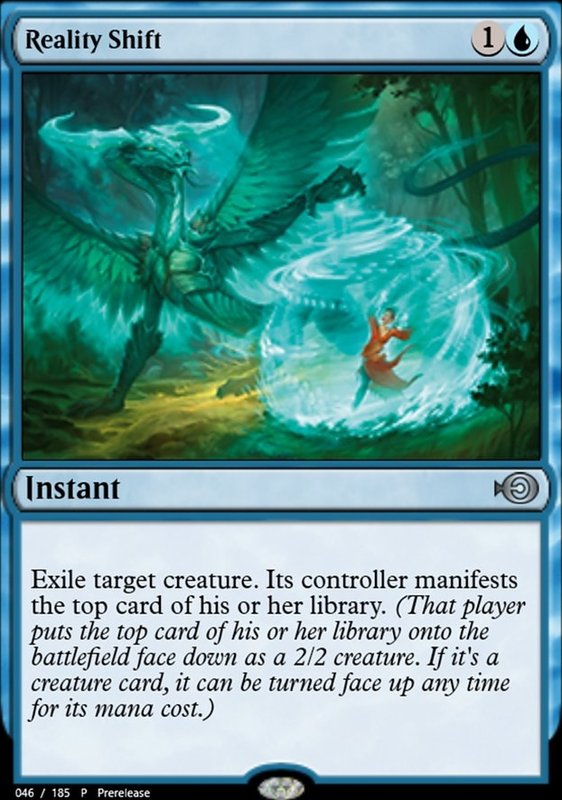 Reality Shift
1
Instant
Exile target creature. Its controller manifests
the top card of his or her library. (That player
puts the top card of his or her library onto the
battlefield face down as a 2/2 creature. If it's a
creature card, it can be turned face up any time
for its mana cost.)
046 / 185 P Prerelease